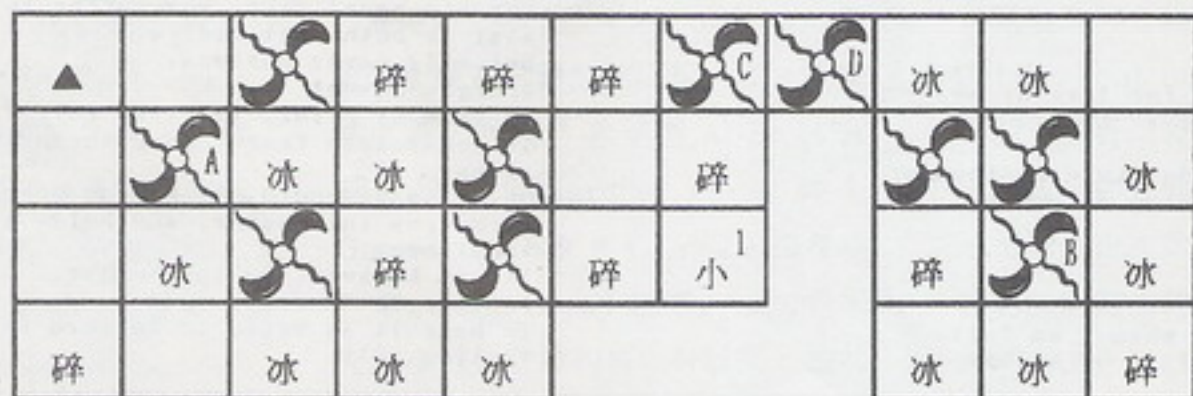 ▲ 碎 碎 碎 C D 冰 冰
A 冰 冰 碎 冰
冰 碎 碎 小 1 碎 B 冰
碎 冰 冰 冰 冰 冰 碎